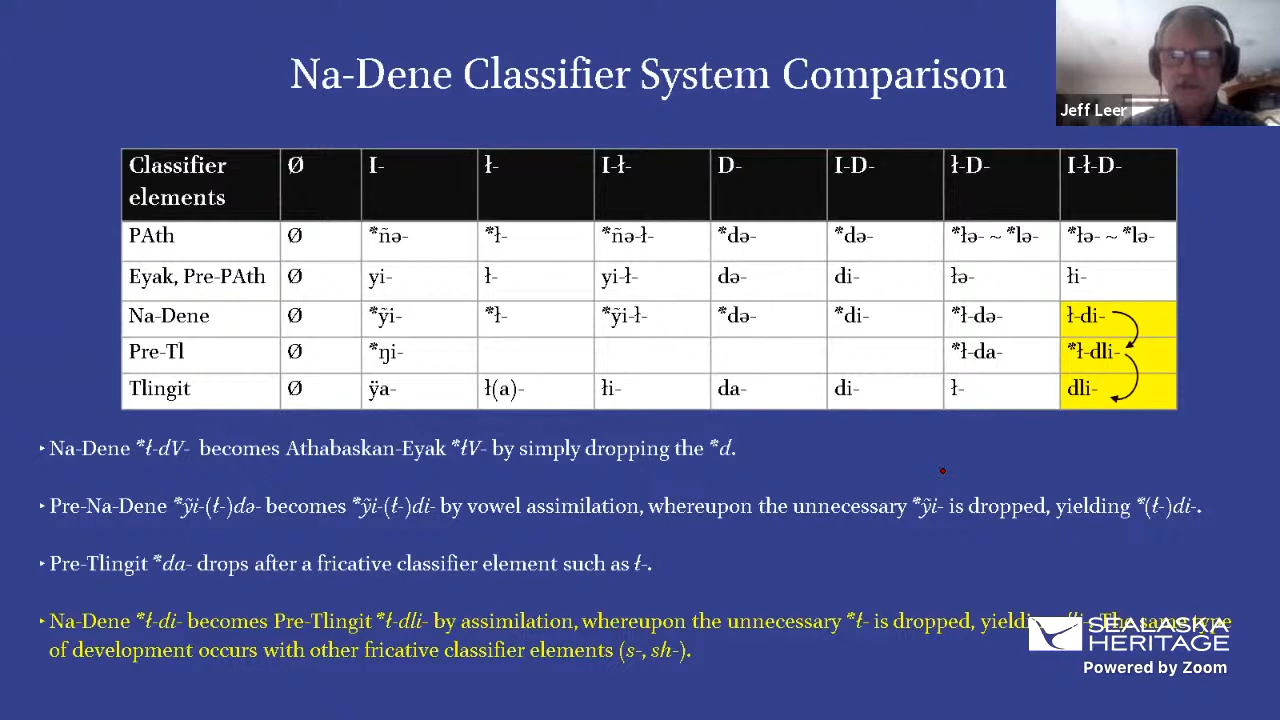 Na-Dene Classifier System Comparison
Jeff Leer
Classifier elements Ø I- ł- I-ł- D- I-D- ł-D- I-ł-D-
PAth Ø *ñə- *ł- *ñə-ł- *də- *də- *łə- ~ *lə- *łə- ~ *lə-
Eyak, Pre-PAth Ø yi- ł- yi-ł- də- di- łə- łi-
Na-Dene Ø *ỹi- *ł- *ỹi-ł- *də- *di- *ł-də- ł-di-
Pre-Tl Ø *ŋi- *ł-da- *ł-dli-
Tlingit Ø ÿa- ł(a)- łi- da- di- ł- dli-
‣ Na-Dene *ł-dV- becomes Athabaskan-Eyak *łV- by simply dropping the *d.
‣ Pre-Na-Dene *ỹi-(ł-)də- becomes *ỹi-(ł-)di- by vowel assimilation, whereupon the unnecessary *ỹi- is dropped, yielding *(ł-)di-.
‣ Pre-Tlingit *da- drops after a fricative classifier element such as ł-.
‣ Na-Dene *ł-di- becomes Pre-Tlingit *ł-dli- by assimilation, whereupon the unnecessary *ł- is dropped, The same type
of development occurs with other fricative classifier elements (s-, sh-).
SEALASKA
HERITAGE
Powered by Zoom